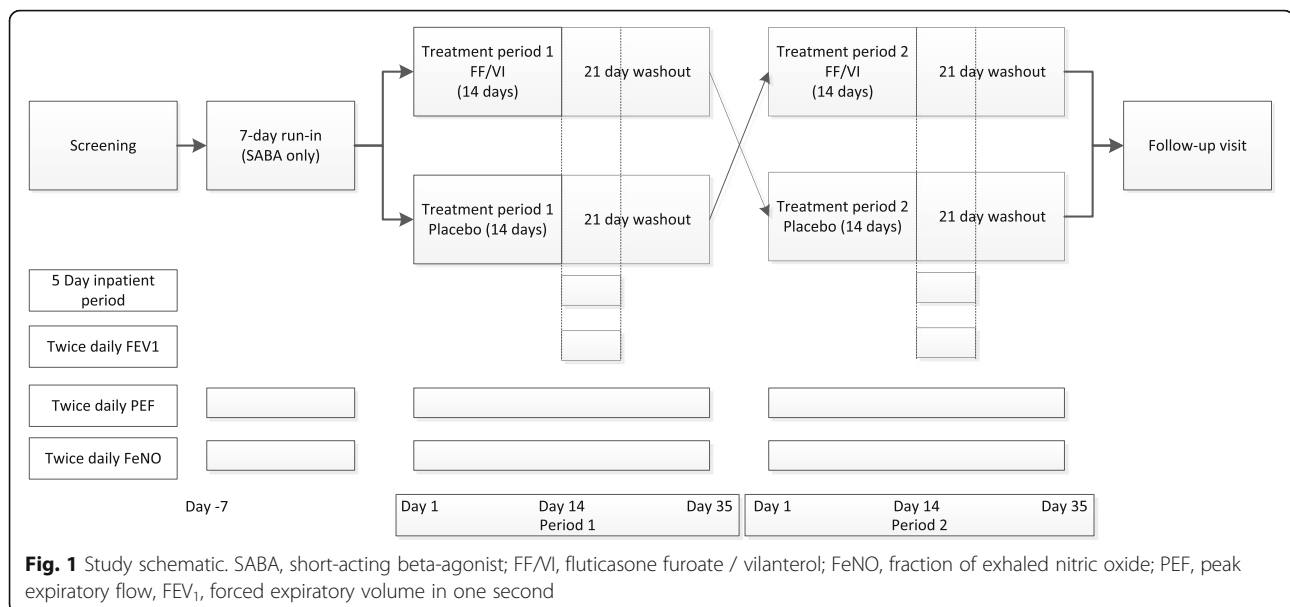 Treatment period 1
FF/VI
(14 days)
21 day washout
Treatment period 2
FF/VI
(14 days)
21 day washout
Screening
7-day run-in
(SABA only)
Follow-up visit
Treatment period 1
Placebo (14 days)
21 day washout
Treatment period 2
Placebo (14 days)
21 day washout
5 Day inpatient
period
Twice daily FEV1
Twice daily PEF
Twice daily FeNO
Day -7
Day 1
Day 14
Day 35
Period 1
Day 1
Day 14
Day 35
Period 2
Fig. 1 Study schematic. SABA, short-acting beta-agonist; FF/VI, fluticasone furoate / vilanterol; FeNO, fraction of exhaled nitric oxide; PEF, peak
expiratory flow, FEV₁, forced expiratory volume in one second